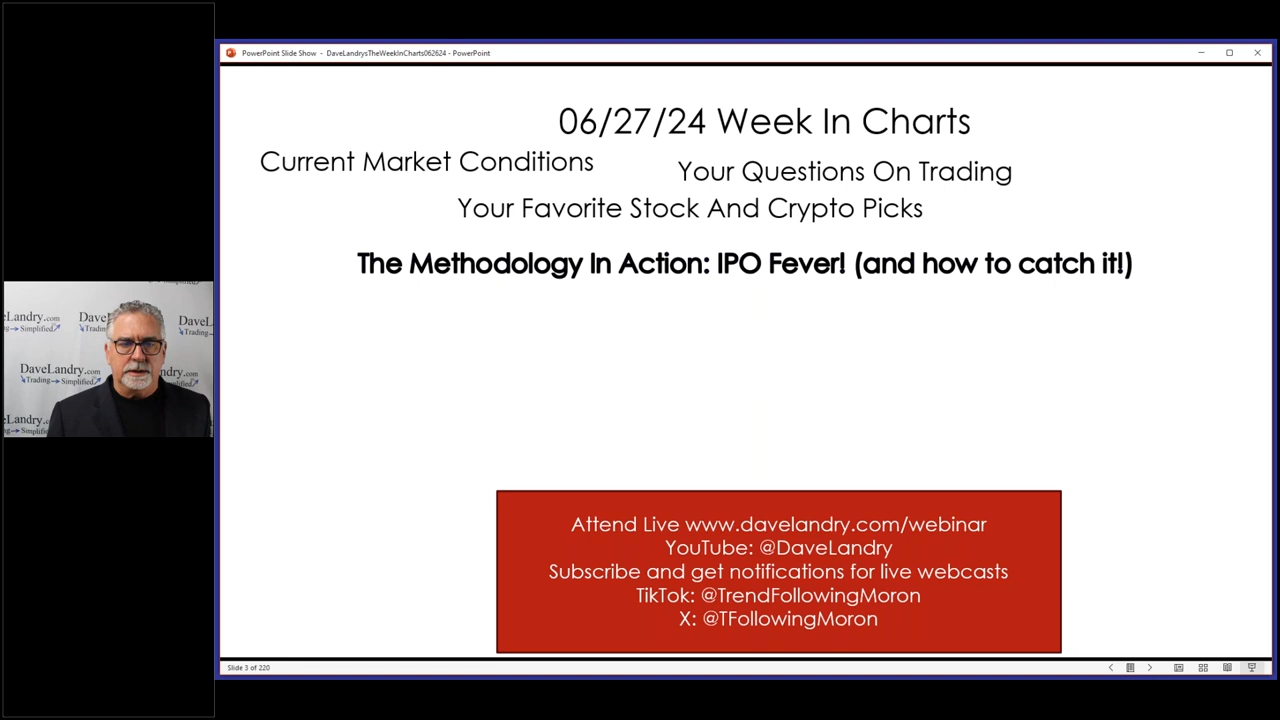 PowerPoint Slide Show - DaveLandrysTheWeekInCharts062624 - PowerPoint
06/27/24 Week In Charts
Current Market Conditions
Your Questions On Trading
Your Favorite Stock And Crypto Picks
The Methodology In Action: IPO Fever! (and how to catch it!)
DaveLandry.com
Trading Simplified
Attend Live www.davelandry.com/webinar
YouTube: @DaveLandry
Subscribe and get notifications for live webcasts
TikTok: @TrendFollowingMoron
X: @TFollowingMoron
Slide 3 of 220